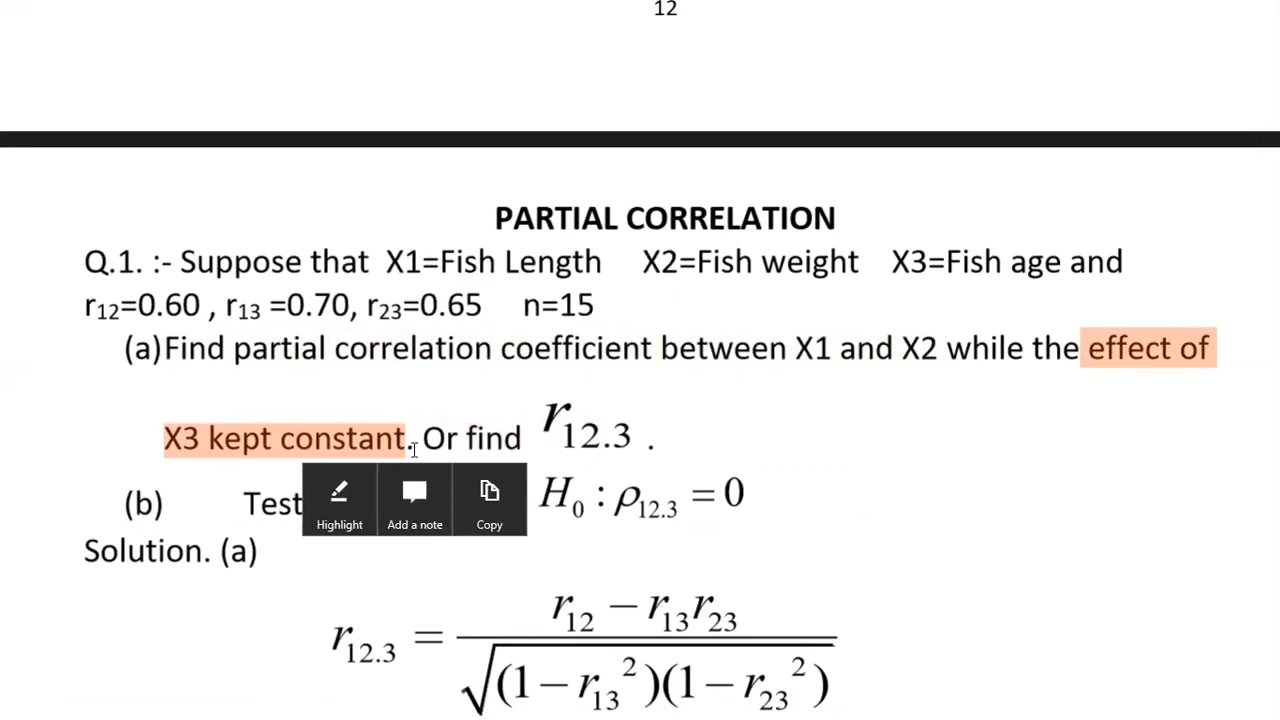 12
PARTIAL CORRELATION
Q.1. :- Suppose that X1=Fish Length X2=Fish weight X3=Fish age and
r₁₂=0.60 , r₁₃ =0.70, r₂₃=0.65 n=15
(a)Find partial correlation coefficient between X1 and X2 while the effect of
X3 kept constant. Or find r₁₂.₃ .
(b) Test H₀ : ρ₁₂.₃ = 0
Highlight Add a note Copy
Solution. (a)
r₁₂.₃ = (r₁₂ − r₁₃r₂₃) / √(1 − r₁₃²)(1 − r₂₃²)